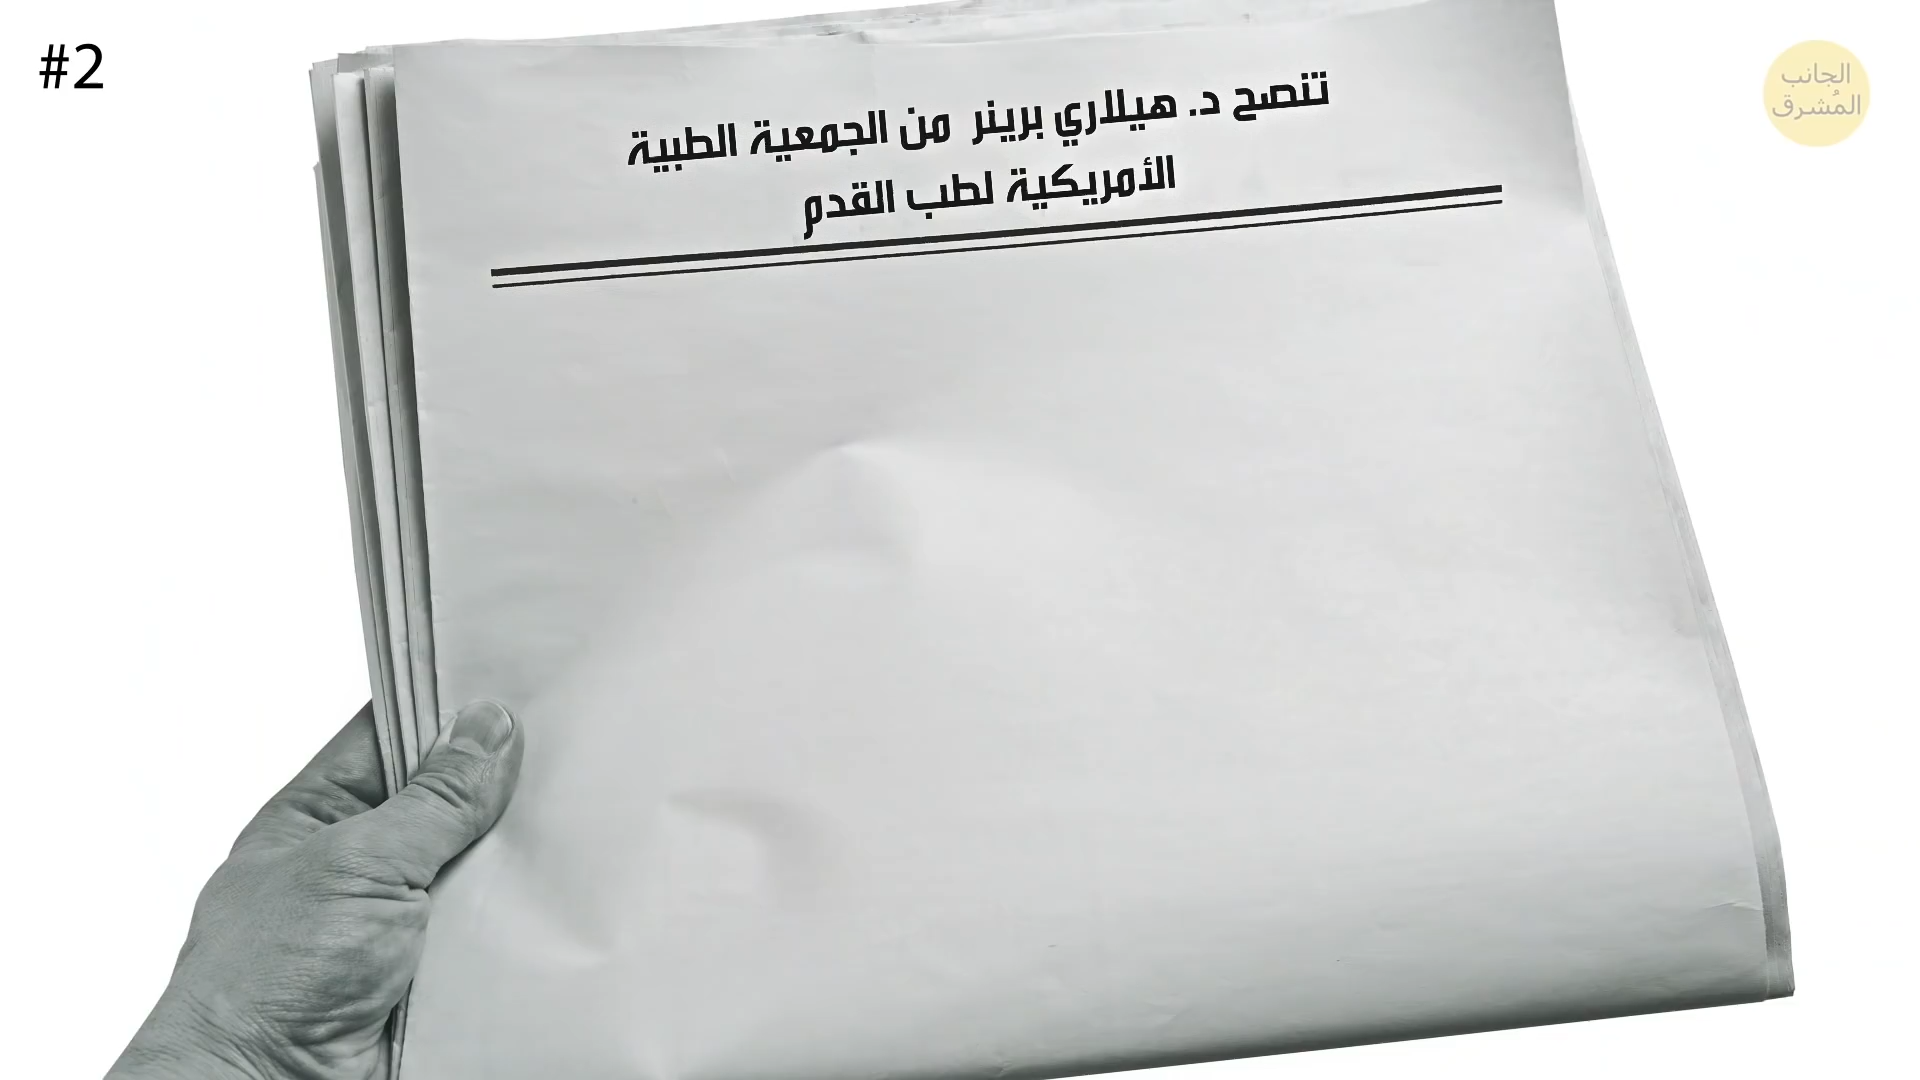 #2
تنصح د. هيلاري برينر من الجمعية الطبية
الأمريكية لطب القدم
الجانب
المُشرق